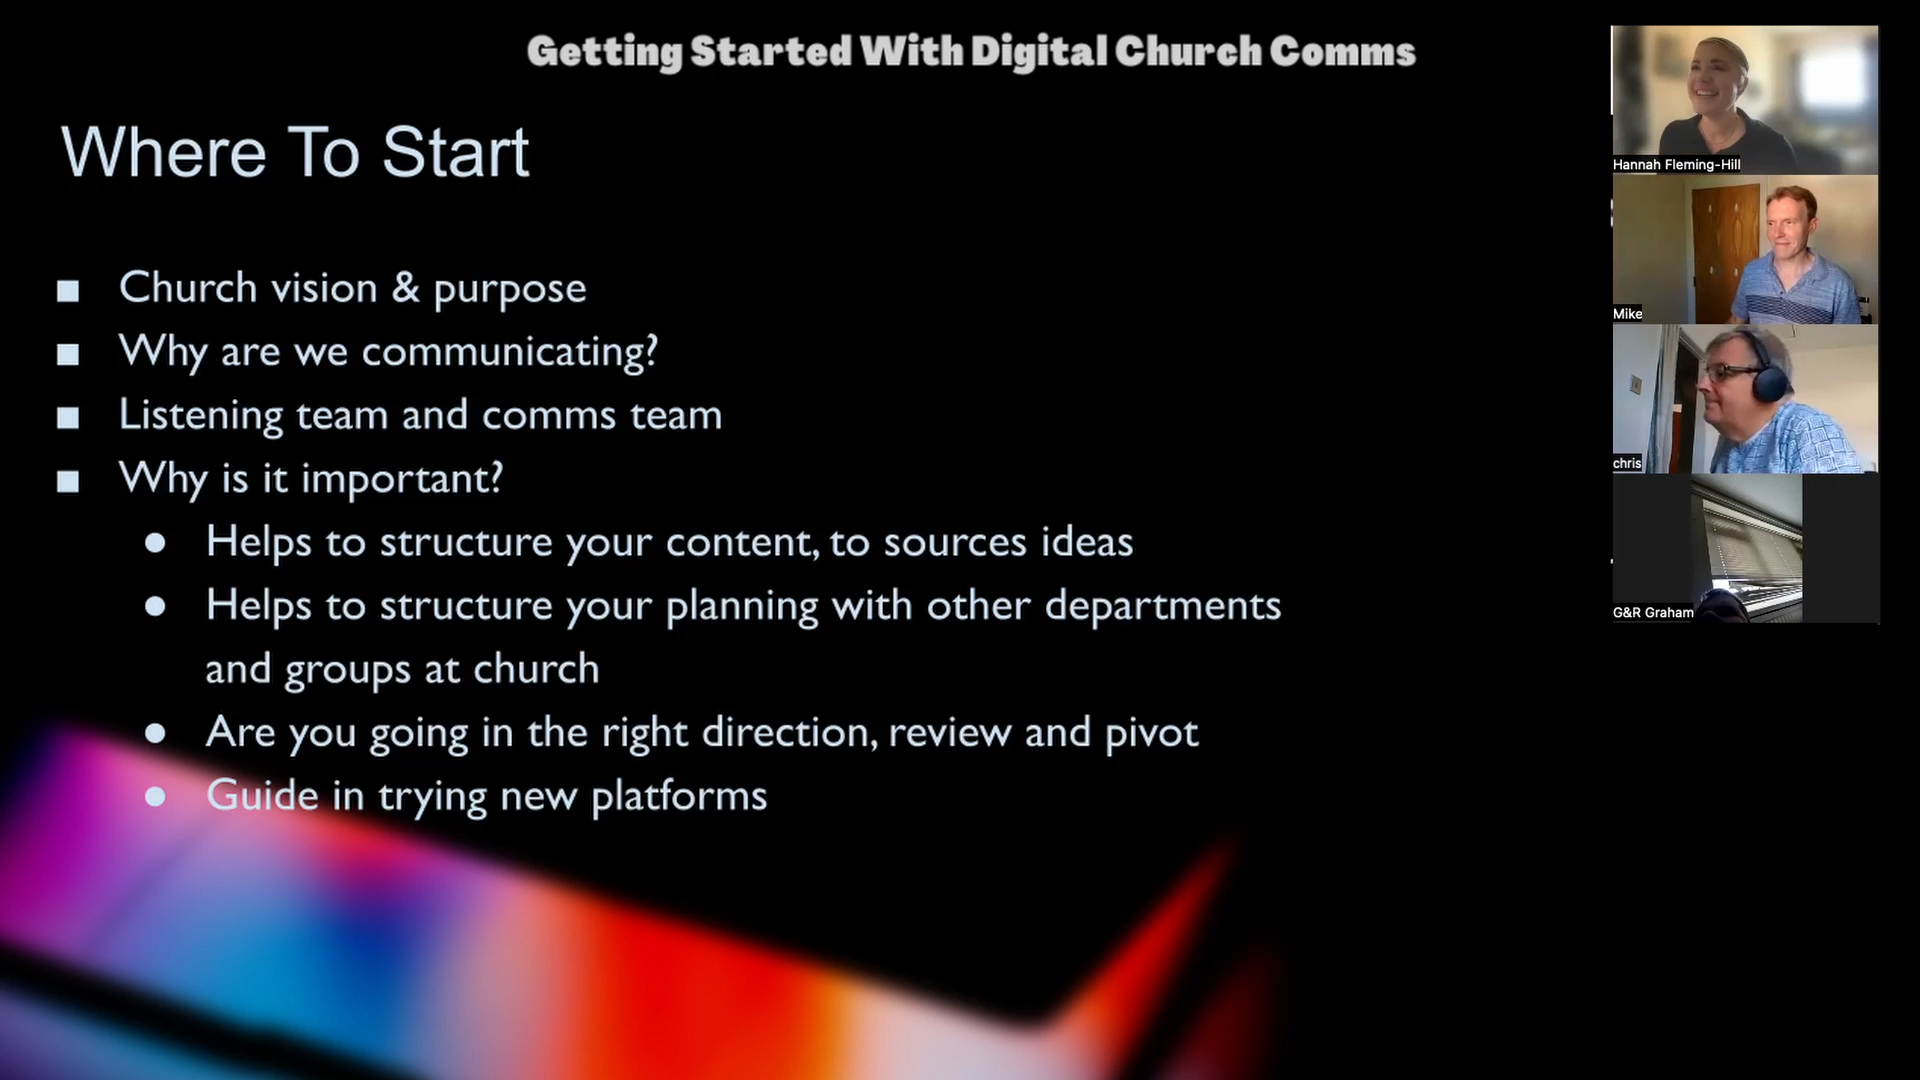 Getting Started With Digital Church Comms
Where To Start
■ Church vision & purpose
■ Why are we communicating?
■ Listening team and comms team
■ Why is it important?
● Helps to structure your content, to sources ideas
● Helps to structure your planning with other departments
and groups at church
● Are you going in the right direction, review and pivot
● Guide in trying new platforms
Hannah Fleming-Hill
Mike
chris
G&R Graham